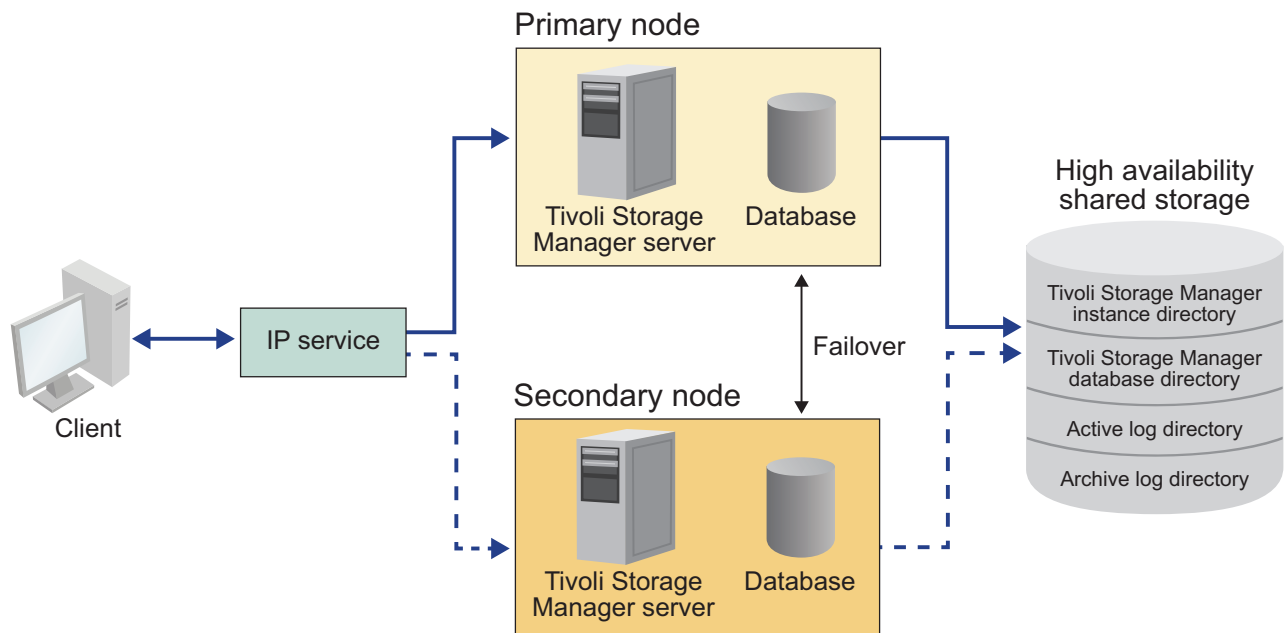 Primary node
Tivoli Storage
Manager server
Database
High availability
shared storage
Tivoli Storage Manager
instance directory
Tivoli Storage Manager
database directory
Active log directory
Archive log directory
IP service
Client
Failover
Secondary node
Tivoli Storage
Manager server
Database